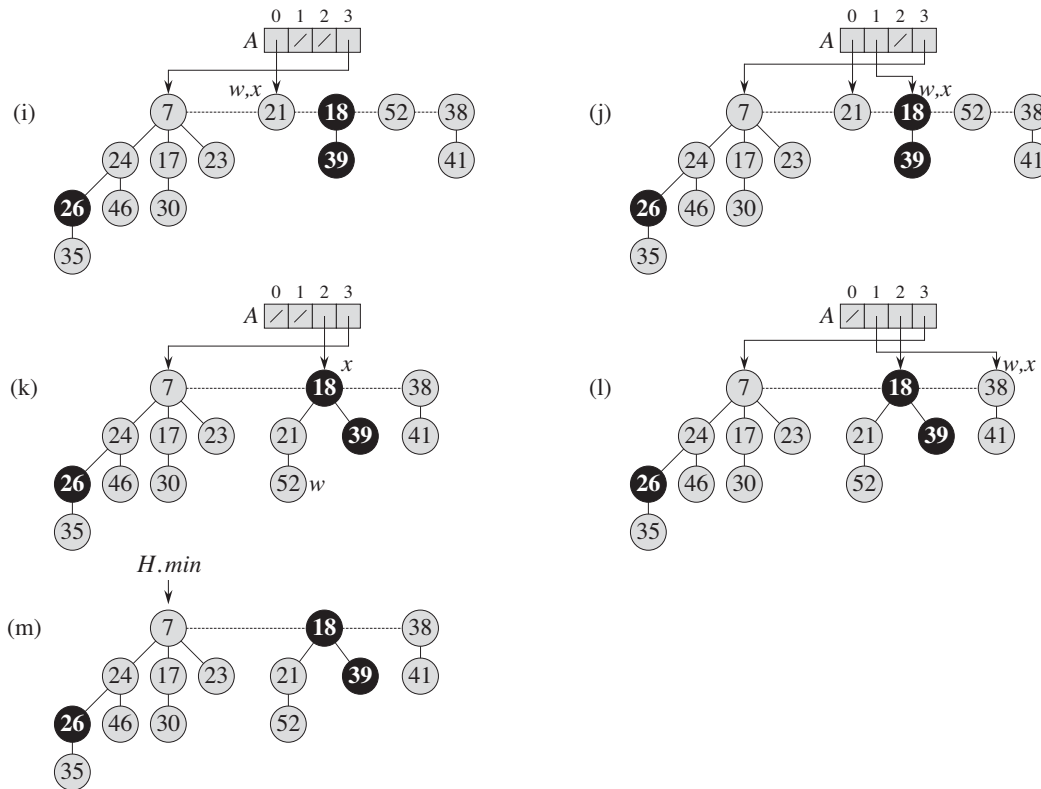 0 1 2 3
A
w,x
(i)
7 21 18 52 38
24 17 23 39 41
26 46 30
35
0 1 2 3
A
w,x
(j)
7 21 18 52 38
24 17 23 39 41
26 46 30
35
0 1 2 3
A
x
(k)
7 18 38
24 17 23 21 39 41
26 46 30 52 w
35
0 1 2 3
A
w,x
(l)
7 18 38
24 17 23 21 39 41
26 46 30 52
35
H.min
(m)
7 18 38
24 17 23 21 39 41
26 46 30 52
35